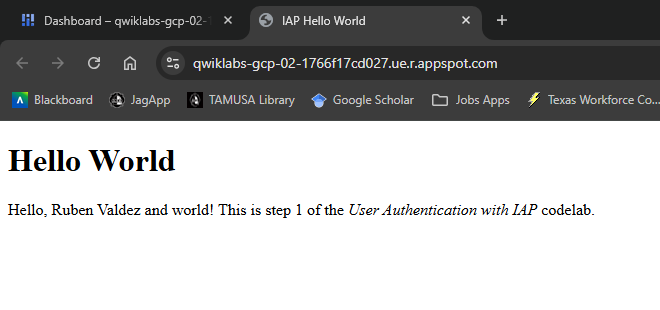 Dashboard – qwiklabs-gcp-02-1
IAP Hello World
qwiklabs-gcp-02-1766f17cd027.ue.r.appspot.com
Blackboard JagApp TAMUSA Library Google Scholar Jobs Apps Texas Workforce Co...
Hello World
Hello, Ruben Valdez and world! This is step 1 of the User Authentication with IAP codelab.